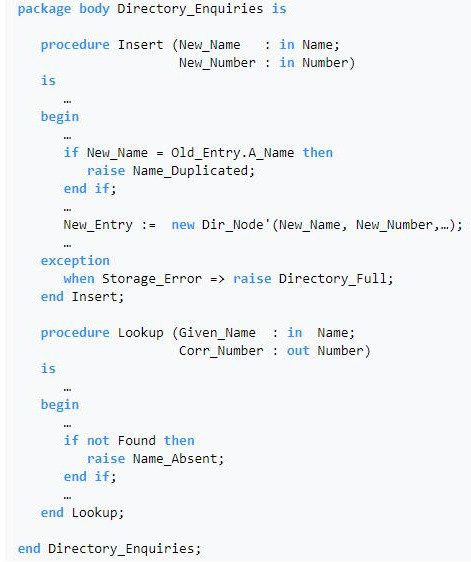 package body Directory_Enquiries is
procedure Insert (New_Name : in Name;
New_Number : in Number)
is
…
begin
…
if New_Name = Old_Entry.A_Name then
raise Name_Duplicated;
end if;
…
New_Entry := new Dir_Node'(New_Name, New_Number,…);
…
exception
when Storage_Error => raise Directory_Full;
end Insert;
procedure Lookup (Given_Name : in Name;
Corr_Number : out Number)
is
…
begin
…
if not Found then
raise Name_Absent;
end if;
…
end Lookup;
end Directory_Enquiries;